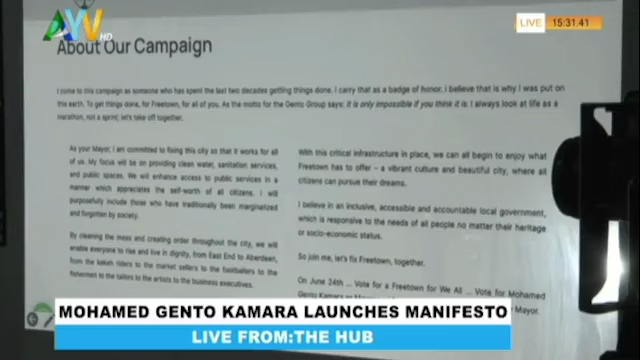 AYV HD
LIVE 15:31.41
About Our Campaign
I come to this campaign as someone who has spent the last two decades getting things done. I carry that as a badge of honor. I believe that is why I was put on
this earth. To get things done, for Freetown, for all of you. As the motto for the Gento Group says: it is only impossible if you think it is. I always look at life as a
marathon, not a sprint; let's take off together.
As your Mayor, I am committed to fixing this city so that it works for all
of us. My focus will be on providing clean water, sanitation services,
and public spaces. We will enhance access to public services in a
manner which appreciates the self-worth of all citizens. I will
purposefully include those who have traditionally been marginalized
and forgotten by society.
By cleaning the mess and creating order throughout the city, we will
enable everyone to rise and live in dignity, from East End to Aberdeen,
from the kekeh riders to the market sellers to the footballers to the
fishermen to the tailors to the artists to the business executives.
With this critical infrastructure in place, we can all begin to enjoy what
Freetown has to offer – a vibrant culture and beautiful city, where all
citizens can pursue their dreams.
I believe in an inclusive, accessible and accountable local government,
which is responsive to the needs of all people no matter their heritage
or socio-economic status.
So join me, let's fix Freetown, together.
On June 24th ... Vote for a Freetown for We All ... Vote for Mohamed
Gento Kamara Mayor.
MOHAMED GENTO KAMARA LAUNCHES MANIFESTO
LIVE FROM:THE HUB